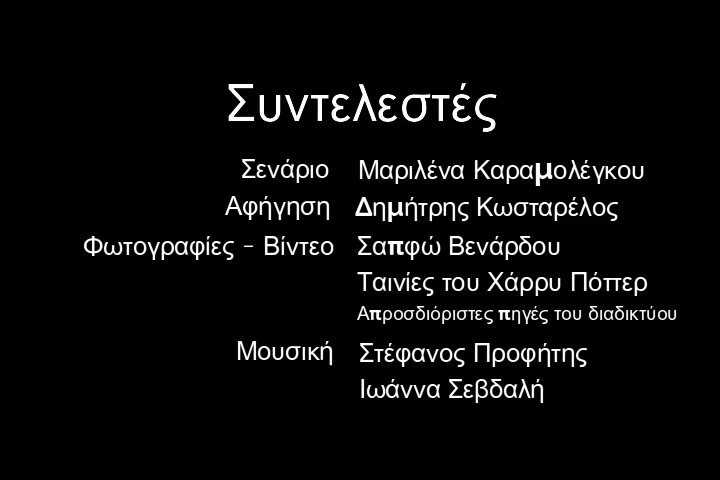 Συντελεστές
Σενάριο Μαριλένα Καραμολέγκου
Αφήγηση Δημήτρης Κωσταρέλος
Φωτογραφίες - Βίντεο Σαπφώ Βενάρδου
Ταινίες του Χάρρυ Πόττερ
Απροσδιόριστες πηγές του διαδικτύου
Μουσική Στέφανος Προφήτης
Ιωάννα Σεβδαλή